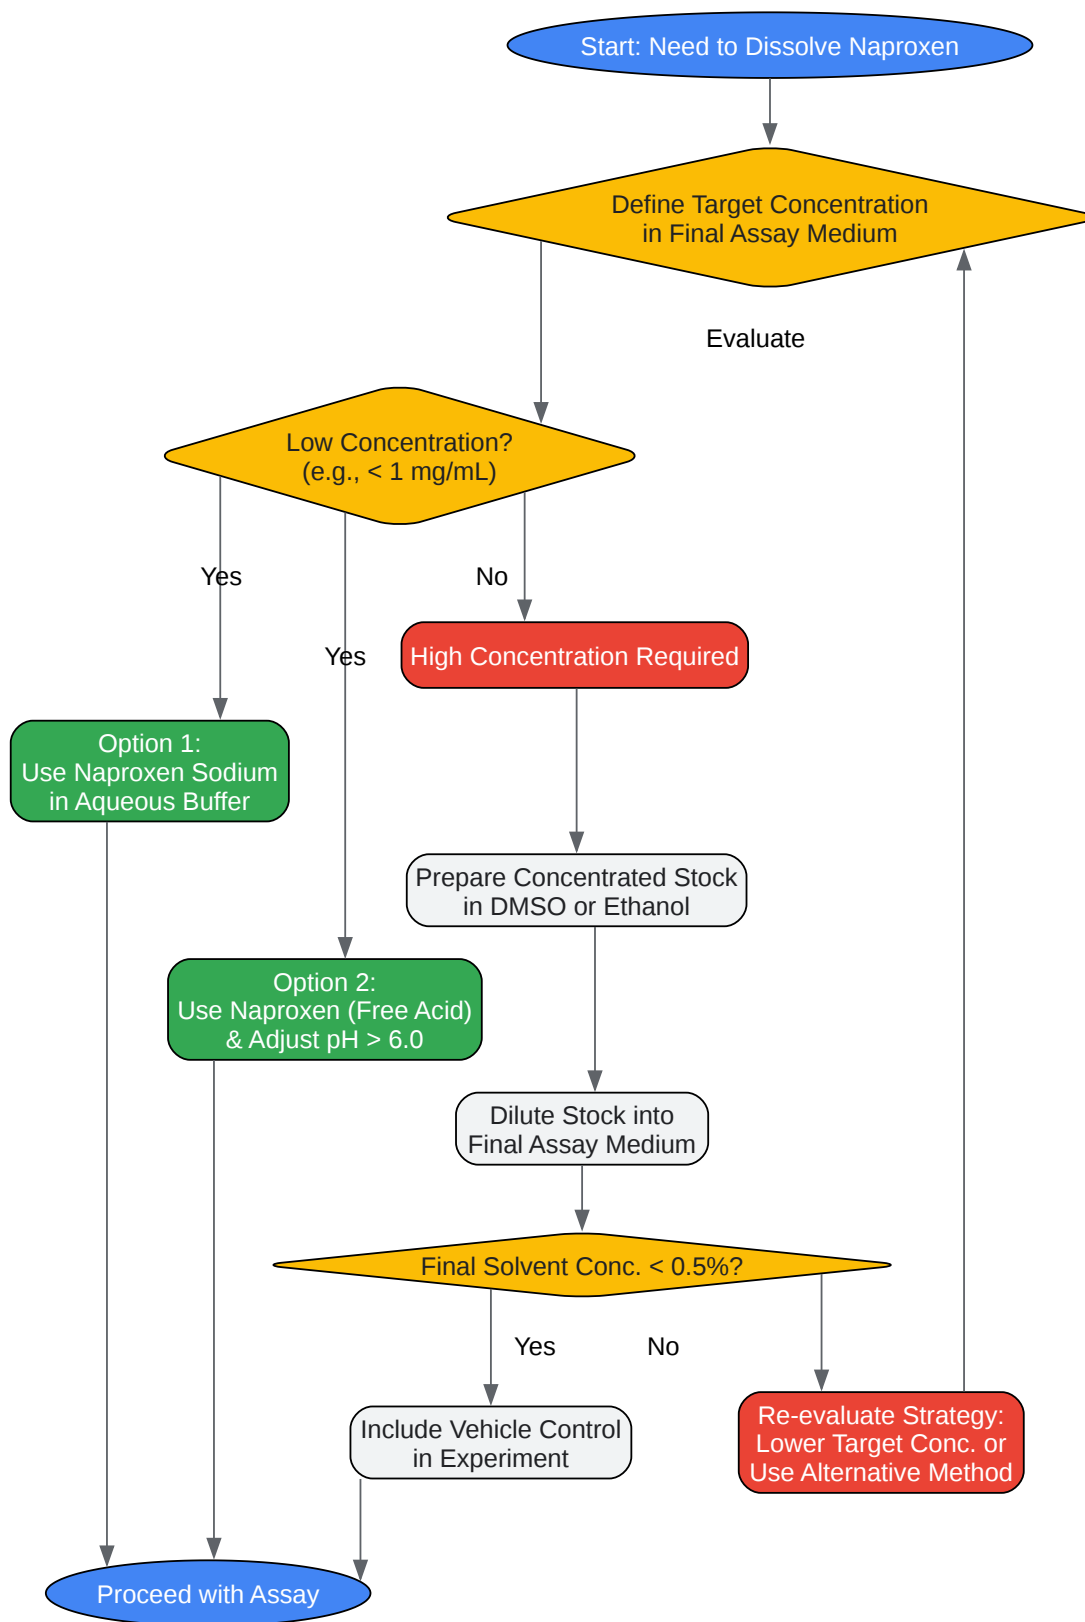 Start: Need to Dissolve Naproxen
Define Target Concentration
in Final Assay Medium
Evaluate
Low Concentration?
(e.g., < 1 mg/mL)
Yes
No
Yes
High Concentration Required
Option 1:
Use Naproxen Sodium
in Aqueous Buffer
Prepare Concentrated Stock
in DMSO or Ethanol
Option 2:
Use Naproxen (Free Acid)
& Adjust pH > 6.0
Dilute Stock into
Final Assay Medium
Final Solvent Conc. < 0.5%?
Yes
No
Include Vehicle Control
in Experiment
Re-evaluate Strategy:
Lower Target Conc. or
Use Alternative Method
Proceed with Assay